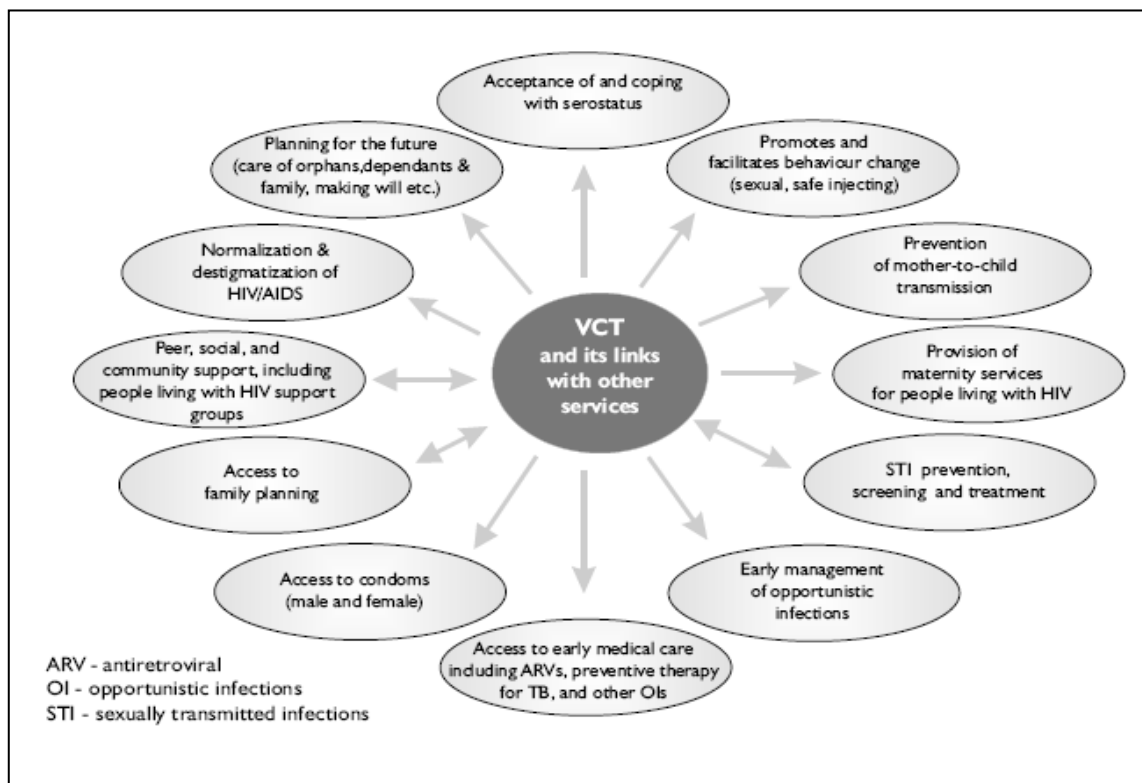 Acceptance of and coping
with serostatus
Promotes and
facilitates behaviour change
(sexual, safe injecting)
Prevention
of mother-to-child
transmission
Provision of
maternity services
for people living with HIV
STI prevention,
screening and treatment
Early management
of opportunistic
infections
Access to early medical care
including ARVs, preventive therapy
for TB, and other OIs
Access to condoms
(male and female)
Access to
family planning
Peer, social, and
community support, including
people living with HIV support
groups
Normalization &
destigmatization of
HIV/AIDS
Planning for the future
(care of orphans,dependants &
family, making will etc.)
VCT
and its links
with other
services
ARV - antiretroviral
OI - opportunistic infections
STI - sexually transmitted infections